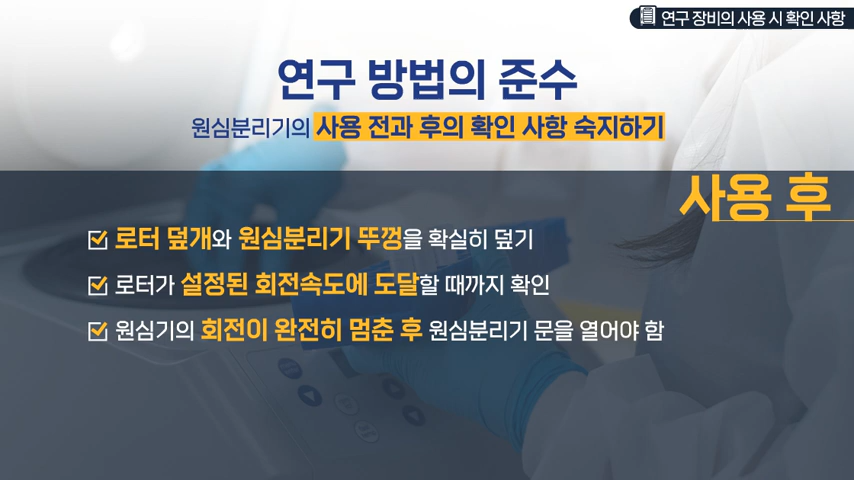 연구 장비의 사용 시 확인 사항
연구 방법의 준수
원심분리기의 사용 전과 후의 확인 사항 숙지하기
사용 후
로터 덮개와 원심분리기 뚜껑을 확실히 덮기
로터가 설정된 회전속도에 도달할 때까지 확인
원심기의 회전이 완전히 멈춘 후 원심분리기 문을 열어야 함